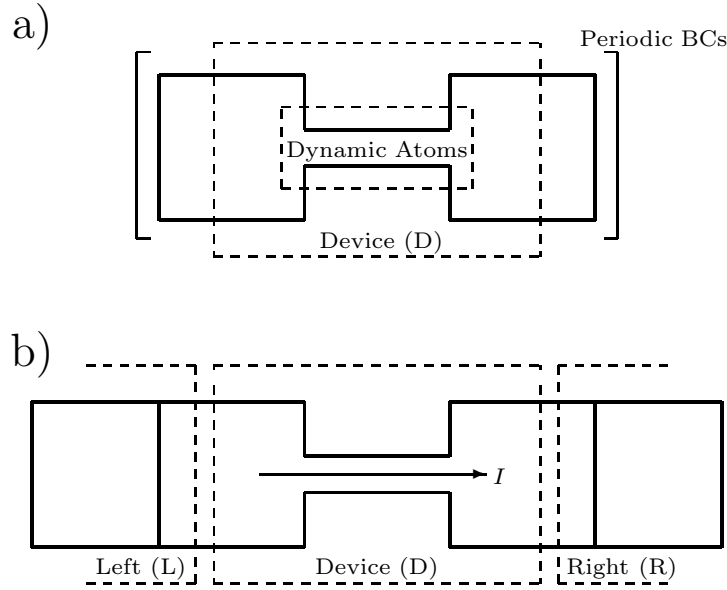 a)
Periodic BCs
Dynamic Atoms
Device (D)
b)
I
Left (L)
Device (D)
Right (R)